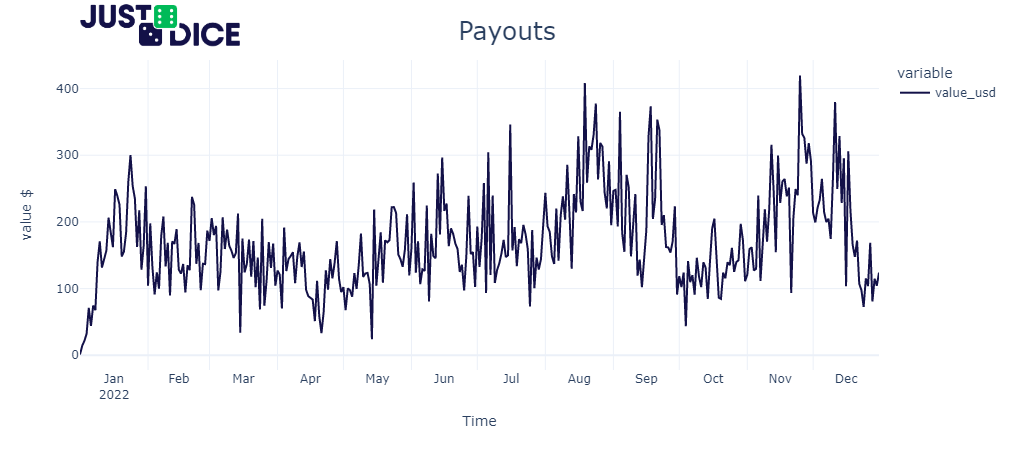 JUST
DICE
Payouts
variable
value_usd
value $
400
300
200
100
0
Jan Feb Mar Apr May Jun Jul Aug Sep Oct Nov Dec
2022
Time